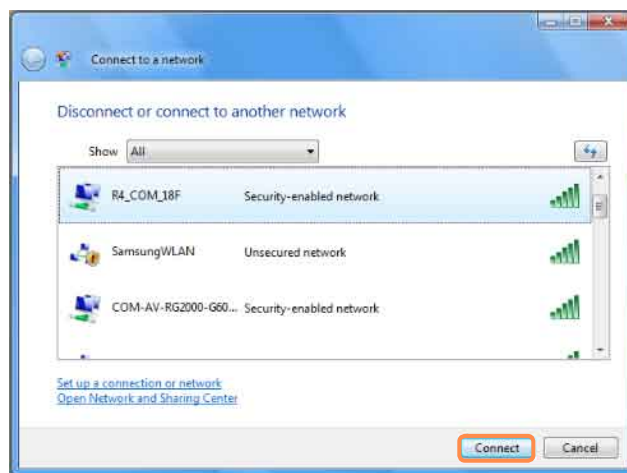 Connect to a network
Disconnect or connect to another network
Show All
R4_COM_18F Security-enabled network
SamsungWLAN Unsecured network
COM-AV-RG2000-G60... Security-enabled network
Set up a connection or network
Open Network and Sharing Center
Connect Cancel